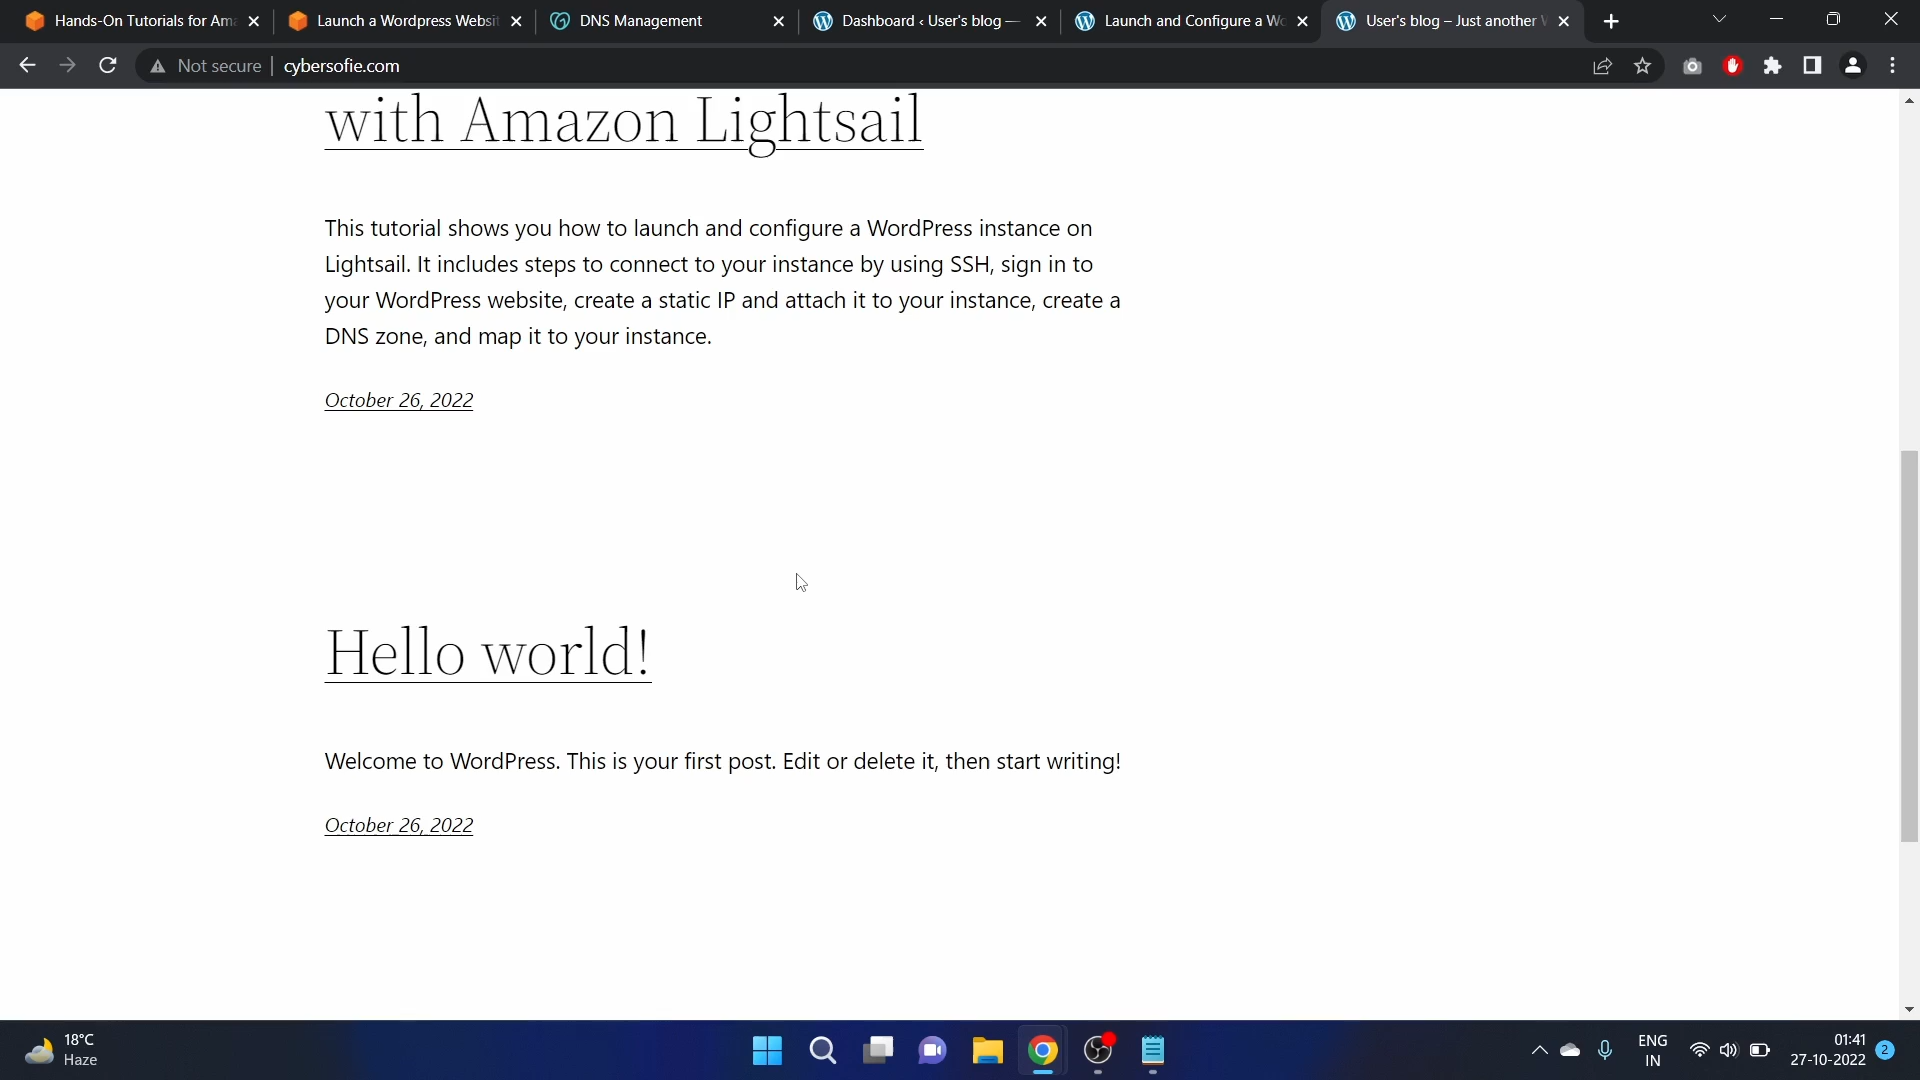 Hands-On Tutorials for Am
Launch a Wordpress Websi
DNS Management
Dashboard ‹ User's blog —
Launch and Configure a Wo
User's blog – Just another W
Not secure
cybersofie.com
with Amazon Lightsail
This tutorial shows you how to launch and configure a WordPress instance on
Lightsail. It includes steps to connect to your instance by using SSH, sign in to
your WordPress website, create a static IP and attach it to your instance, create a
DNS zone, and map it to your instance.
October 26, 2022
Hello world!
Welcome to WordPress. This is your first post. Edit or delete it, then start writing!
October 26, 2022
18°C
Haze
ENG
IN
01:41
27-10-2022
2